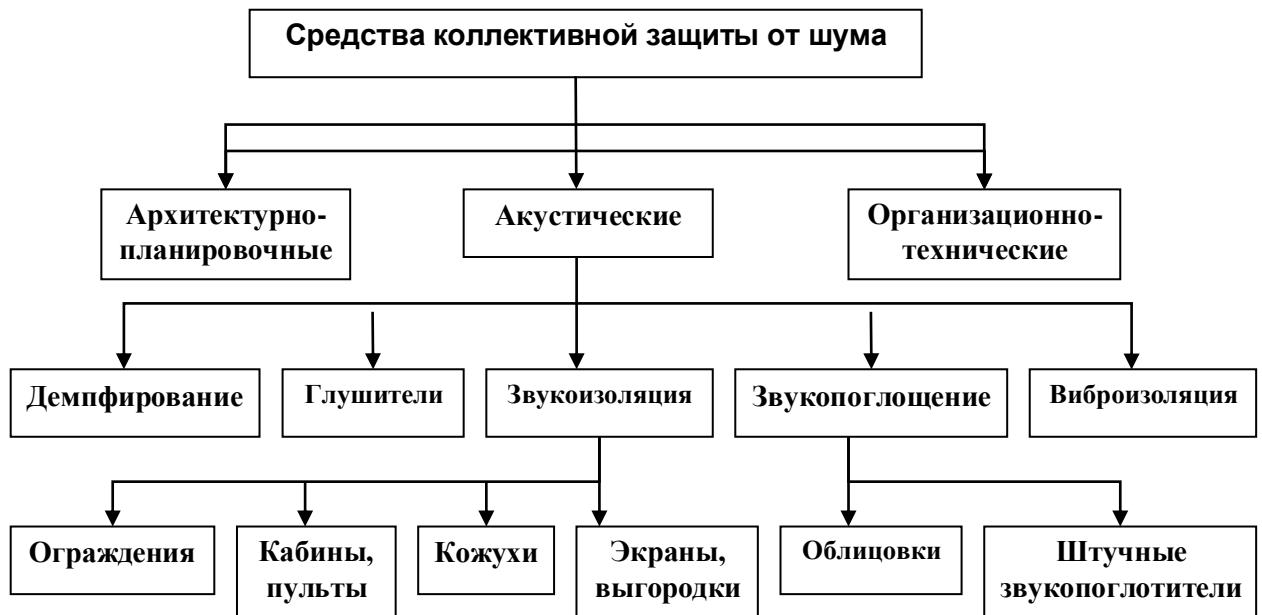 Средства коллективной защиты от шума
Архитектурно-
планировочные
Акустические
Организационно-
технические
Демпфирование
Глушители
Звукоизоляция
Звукопоглощение
Виброизоляция
Ограждения
Кабины,
пульты
Кожухи
Экраны,
выгородки
Облицовки
Штучные
звукопоглотители